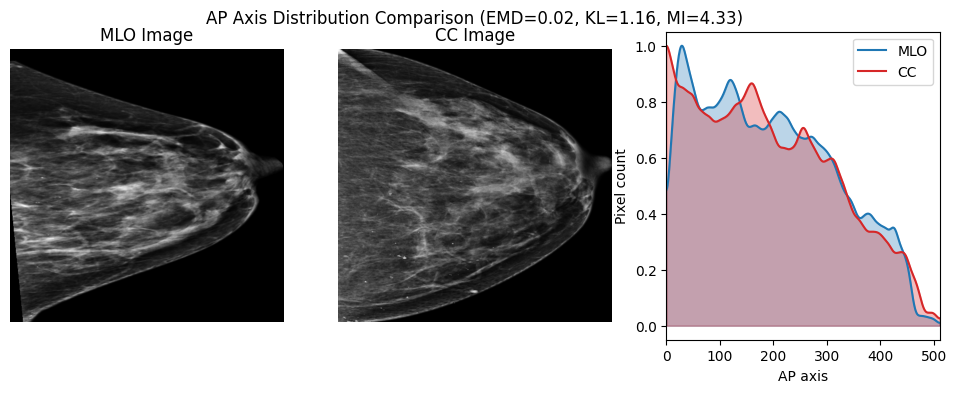 AP Axis Distribution Comparison (EMD=0.02, KL=1.16, MI=4.33)
MLO Image
CC Image
MLO
CC
Pixel count
1.0
0.8
0.6
0.4
0.2
0.0
0 100 200 300 400 500
AP axis